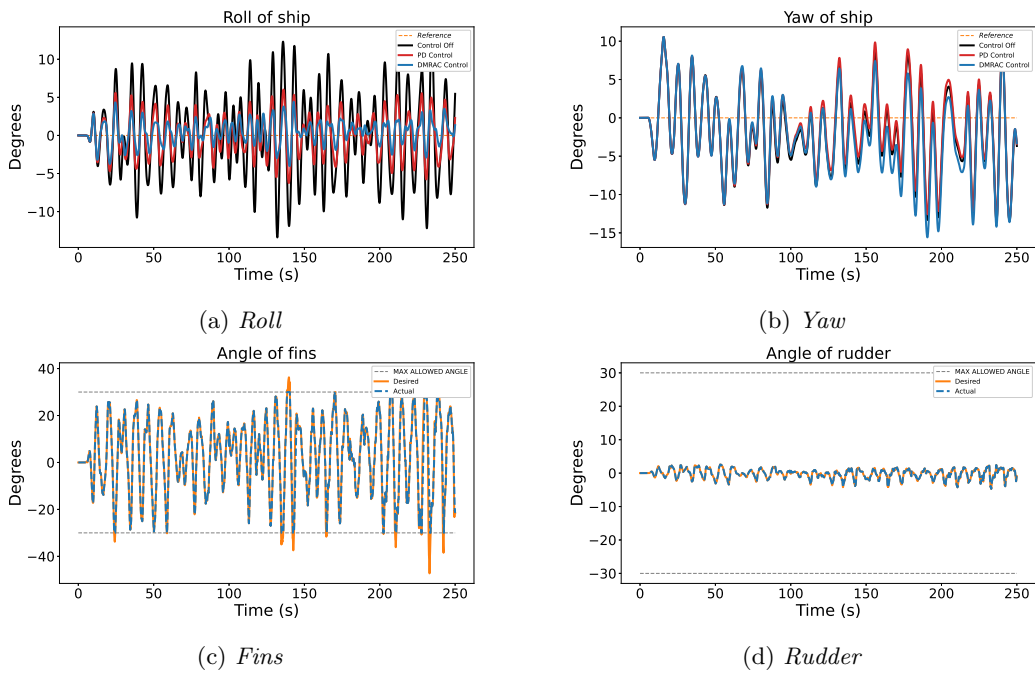 Roll of ship
Degrees
10
5
0
−5
−10
0 50 100 150 200 250
Time (s)
Reference
Control Off
PD Control
DMRAC Control
(a) Roll
Yaw of ship
Degrees
10
5
0
−5
−10
−15
0 50 100 150 200 250
Time (s)
Reference
Control Off
PD Control
DMRAC Control
(b) Yaw
Angle of fins
Degrees
40
20
0
−20
−40
0 50 100 150 200 250
Time (s)
MAX ALLOWED ANGLE
Desired
Actual
(c) Fins
Angle of rudder
Degrees
30
20
10
0
−10
−20
−30
0 50 100 150 200 250
Time (s)
MAX ALLOWED ANGLE
Desired
Actual
(d) Rudder